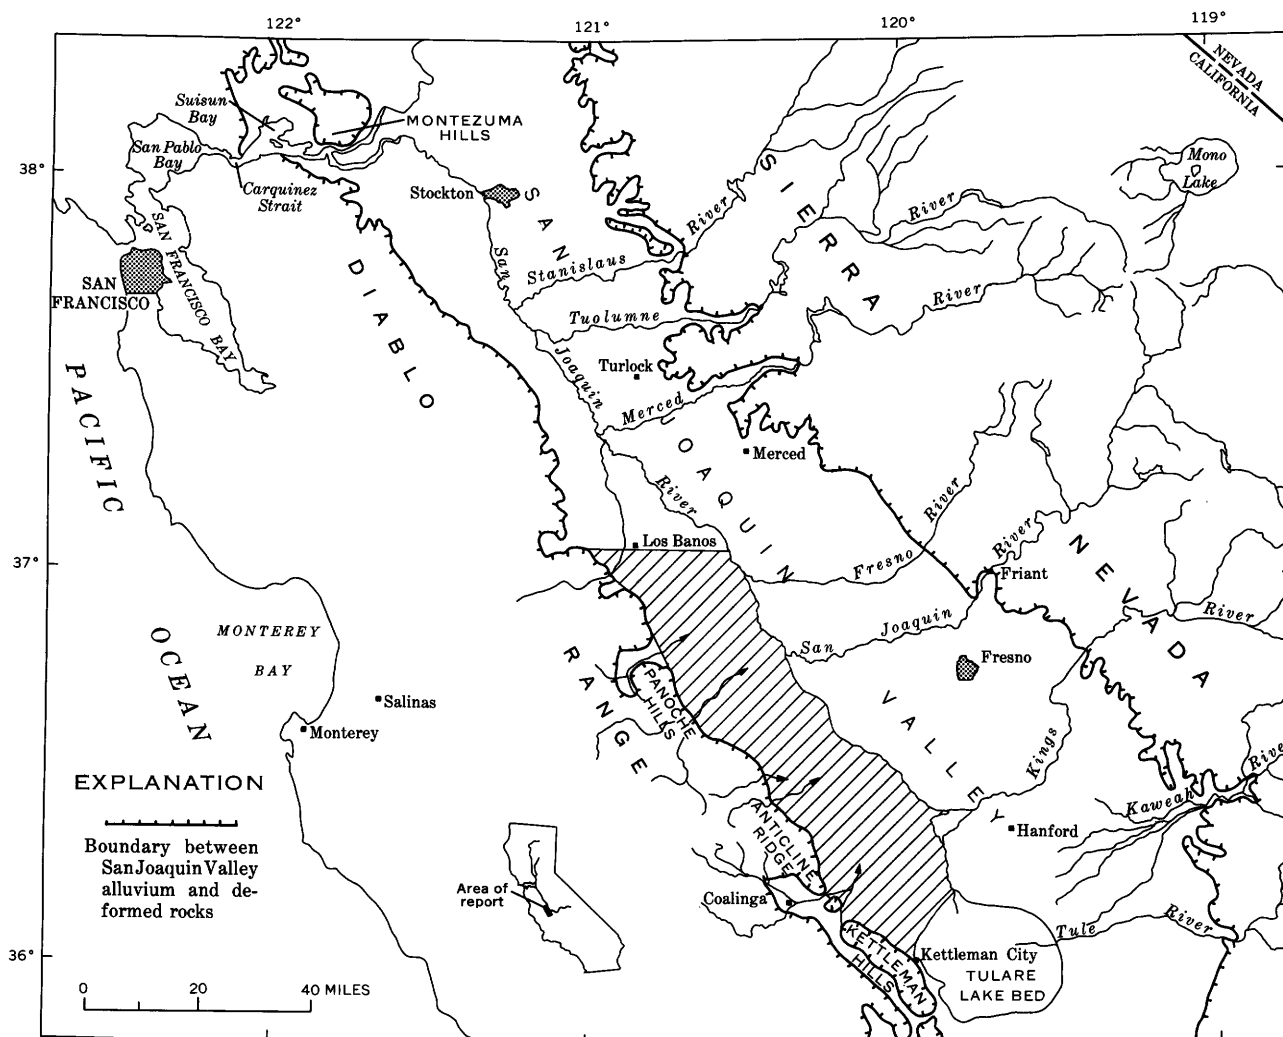 122°
121°
120°
119°
NEVADA
CALIFORNIA
Suisun
Bay
MONTEZUMA
HILLS
San Pablo
Bay
38°
Carquinez
Strait
Stockton
Mono
Lake
SIERRA
River
River
SAN
SAN FRANCISCO BAY
SAN
FRANCISCO
San
Stanislaus
DIABLO
River
Tuolumne
Joaquin
Turlock
Merced
PACIFIC
JOAQUIN
Merced
River
River
Los Banos
River
NEVADA
37°
Fresno
Friant
River
Joaquin
San
MONTEREY
BAY
OCEAN
RANGE
PANOCHE
HILLS
Fresno
VALLEY
Salinas
Monterey
Kings
River
EXPLANATION
Kaweah
ANTICLINE
RIDGE
Hanford
Boundary between
San Joaquin Valley
alluvium and de-
formed rocks
Area of
report
Coalinga
Tule
River
36°
KETTLEMAN
HILLS
Kettleman City
TULARE
LAKE BED
0 20 40 MILES